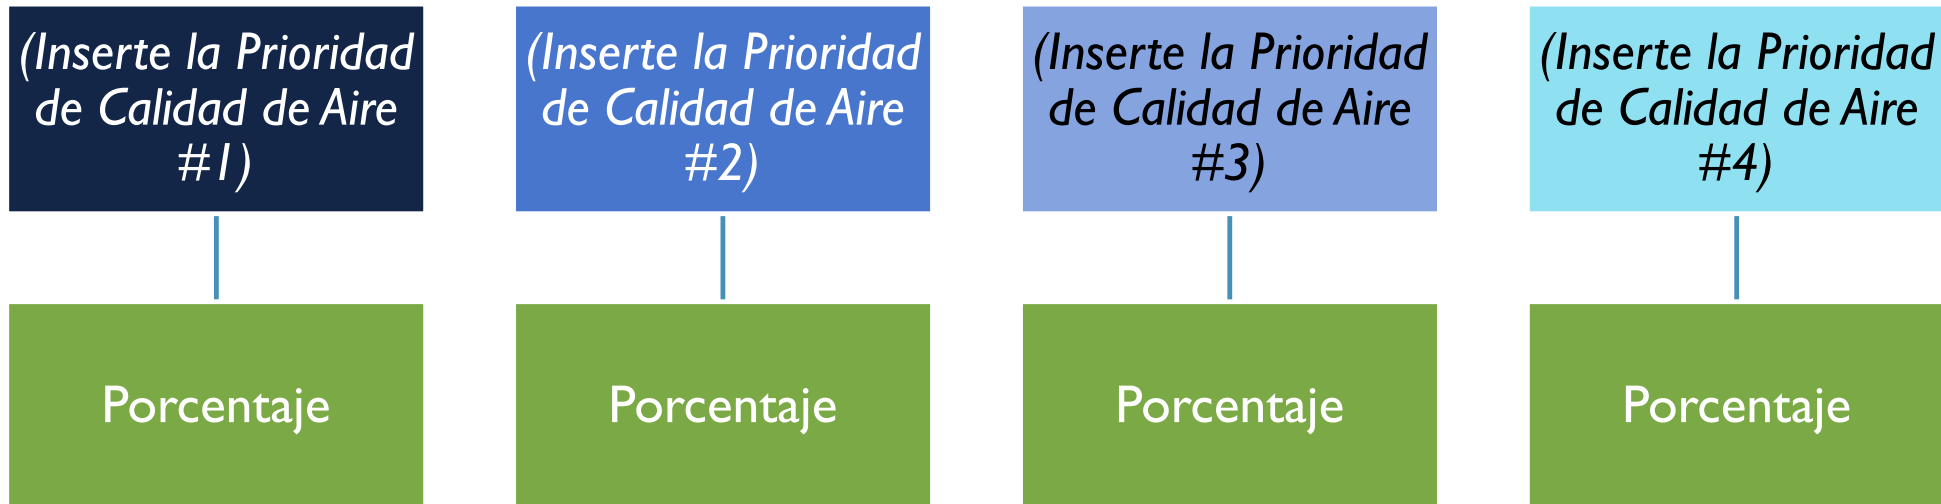 (Inserte la Prioridad
de Calidad de Aire
#1)
(Inserte la Prioridad
de Calidad de Aire
#2)
(Inserte la Prioridad
de Calidad de Aire
#3)
(Inserte la Prioridad
de Calidad de Aire
#4)
Porcentaje
Porcentaje
Porcentaje
Porcentaje